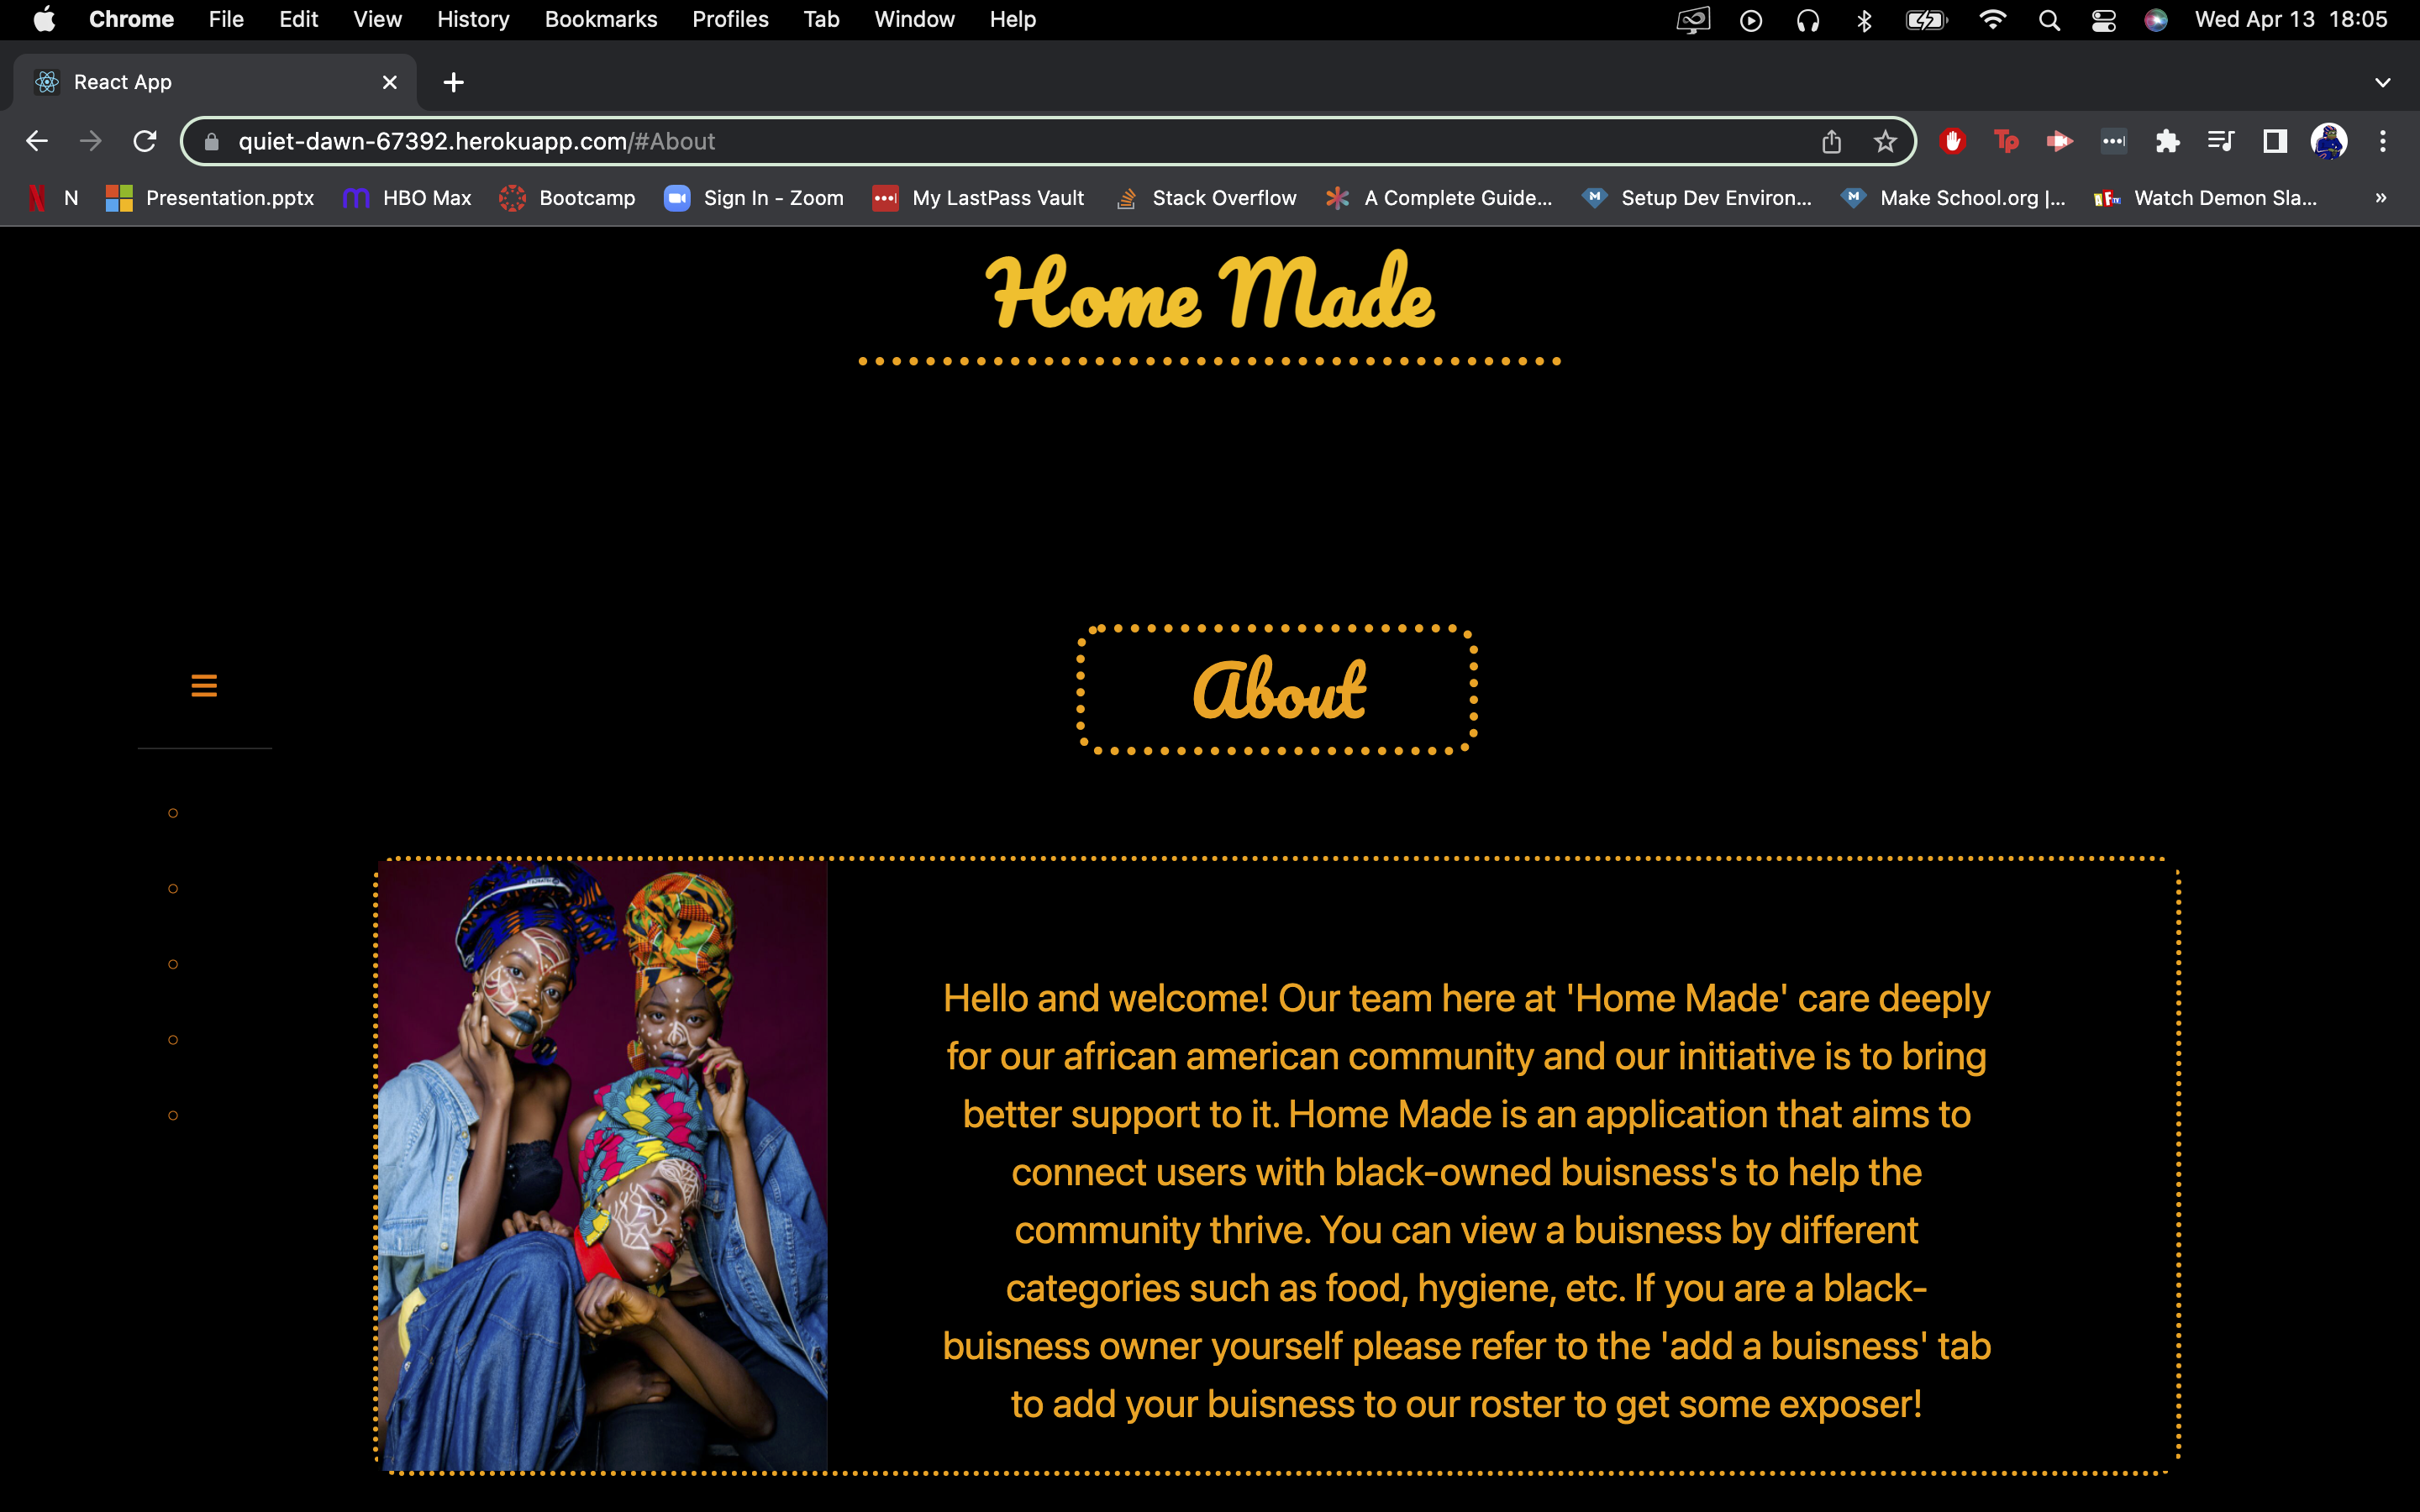 Chrome File Edit View History Bookmarks Profiles Tab Window Help Wed Apr 13 18:05
React App
quiet-dawn-67392.herokuapp.com/#About
N Presentation.pptx HBO Max Bootcamp Sign In - Zoom My LastPass Vault Stack Overflow A Complete Guide... Setup Dev Environ... Make School.org |... Watch Demon Sla... »
Home Made
About
Hello and welcome! Our team here at 'Home Made' care deeply
for our african american community and our initiative is to bring
better support to it. Home Made is an application that aims to
connect users with black-owned buisness's to help the
community thrive. You can view a buisness by different
categories such as food, hygiene, etc. If you are a black-
buisness owner yourself please refer to the 'add a buisness' tab
to add your buisness to our roster to get some exposer!